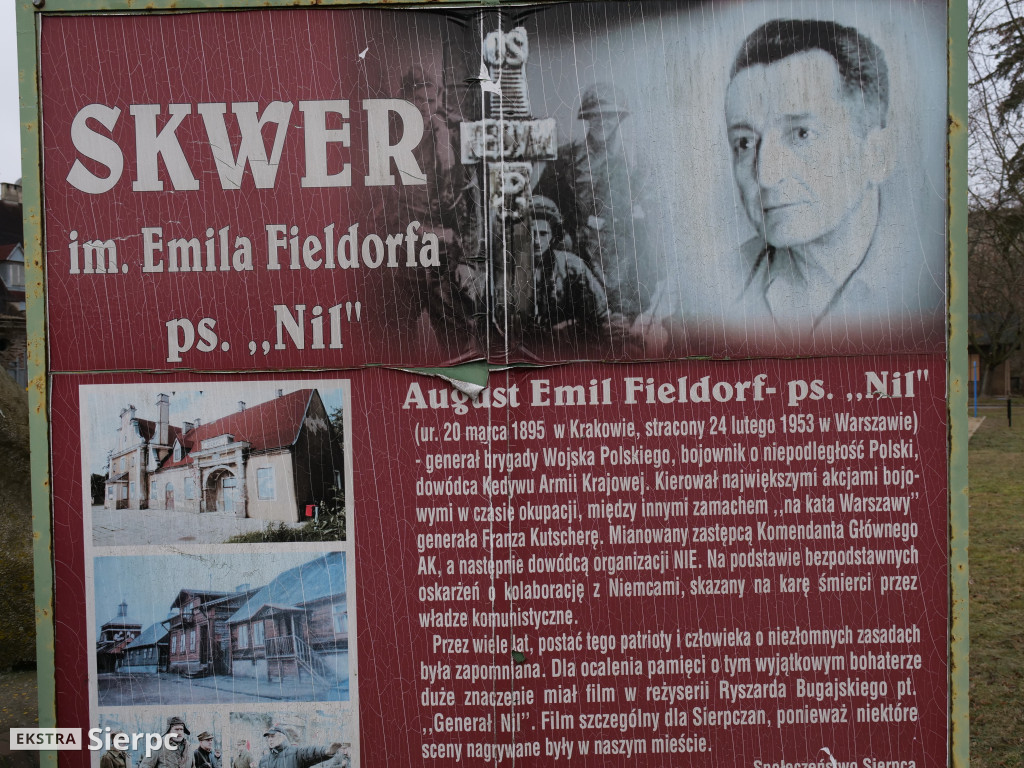 SKWER
im. Emila Fieldorfa
ps. ,,Nil"
August Emil Fieldorf- ps. ,,Nil"
(ur. 20 marca 1895 w Krakowie, stracony 24 lutego 1953 w Warszawie)
- generał brygady Wojska Polskiego, bojownik o niepodległość Polski,
dowódca Kedywu Armii Krajowej. Kierował największymi akcjami bojo-
wymi w czasie okupacji, między innymi zamachem ,,na kata Warszawy"
generała Franza Kutscherę. Mianowany zastępcą Komendanta Głównego
AK, a następnie dowódcą organizacji NIE. Na podstawie bezpodstawnych
oskarżeń o kolaborację z Niemcami, skazany na karę śmierci przez
władze komunistyczne.
Przez wiele lat, postać tego patrioty i człowieka o niezłomnych zasadach
była zapomniana. Dla ocalenia pamięci o tym wyjątkowym bohaterze
duże znaczenie miał film w reżyserii Ryszarda Bugajskiego pt.
,,Generał Nil". Film szczególny dla Sierpczan, ponieważ niektóre
sceny nagrywane były w naszym mieście.
Społeczeństwo Sierpca
EKSTRA Sierpc